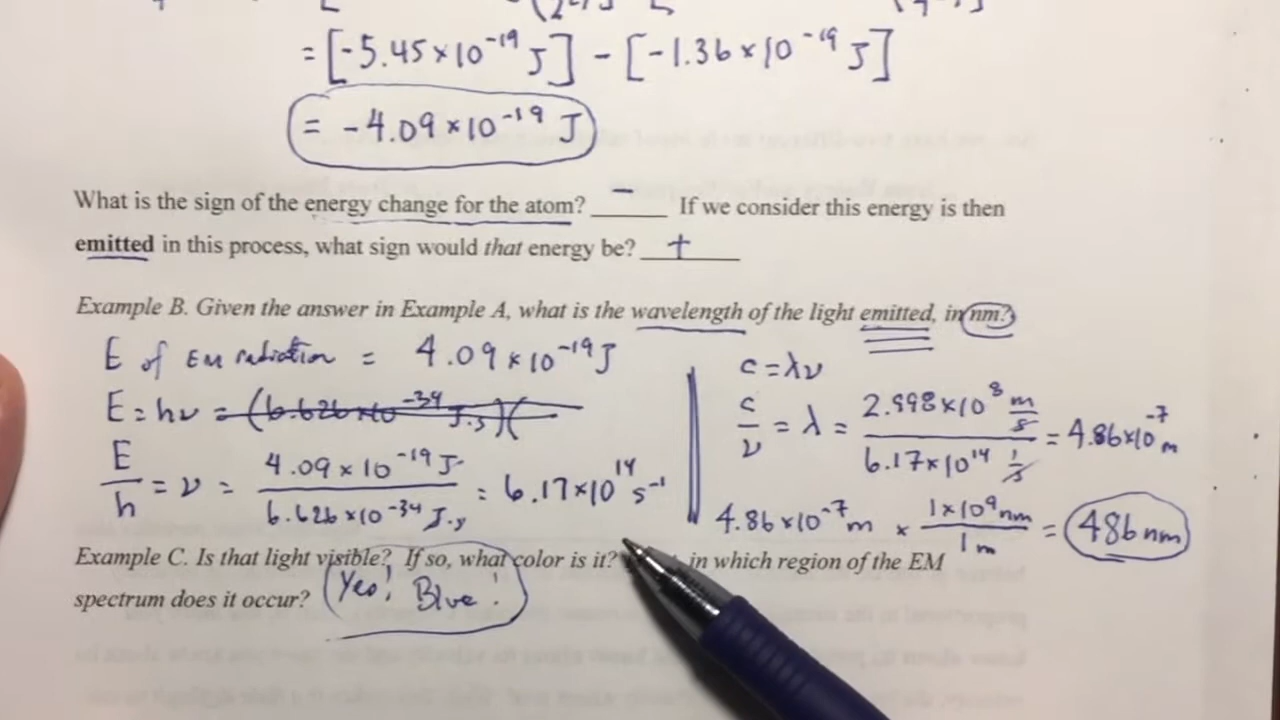 = [-5.45×10⁻¹⁹ J] - [-1.36×10⁻¹⁹ J]
= -4.09×10⁻¹⁹ J
What is the sign of the energy change for the atom? - If we consider this energy is then
emitted in this process, what sign would that energy be? +
Example B. Given the answer in Example A, what is the wavelength of the light emitted, in nm?
E of EM radiation = 4.09×10⁻¹⁹ J
E = hν = (6.626×10⁻³⁴ J.s)(
E/h = ν = 4.09×10⁻¹⁹ J / 6.626×10⁻³⁴ J.s = 6.17×10¹⁴ s⁻¹
c = λν
c/ν = λ = 2.998×10⁸ m/s / 6.17×10¹⁴ 1/s = 4.86×10⁻⁷ m
4.86×10⁻⁷ m × 1×10⁹ nm / 1 m = 486 nm
Example C. Is that light visible? If so, what color is it? in which region of the EM
spectrum does it occur? Yes! Blue!